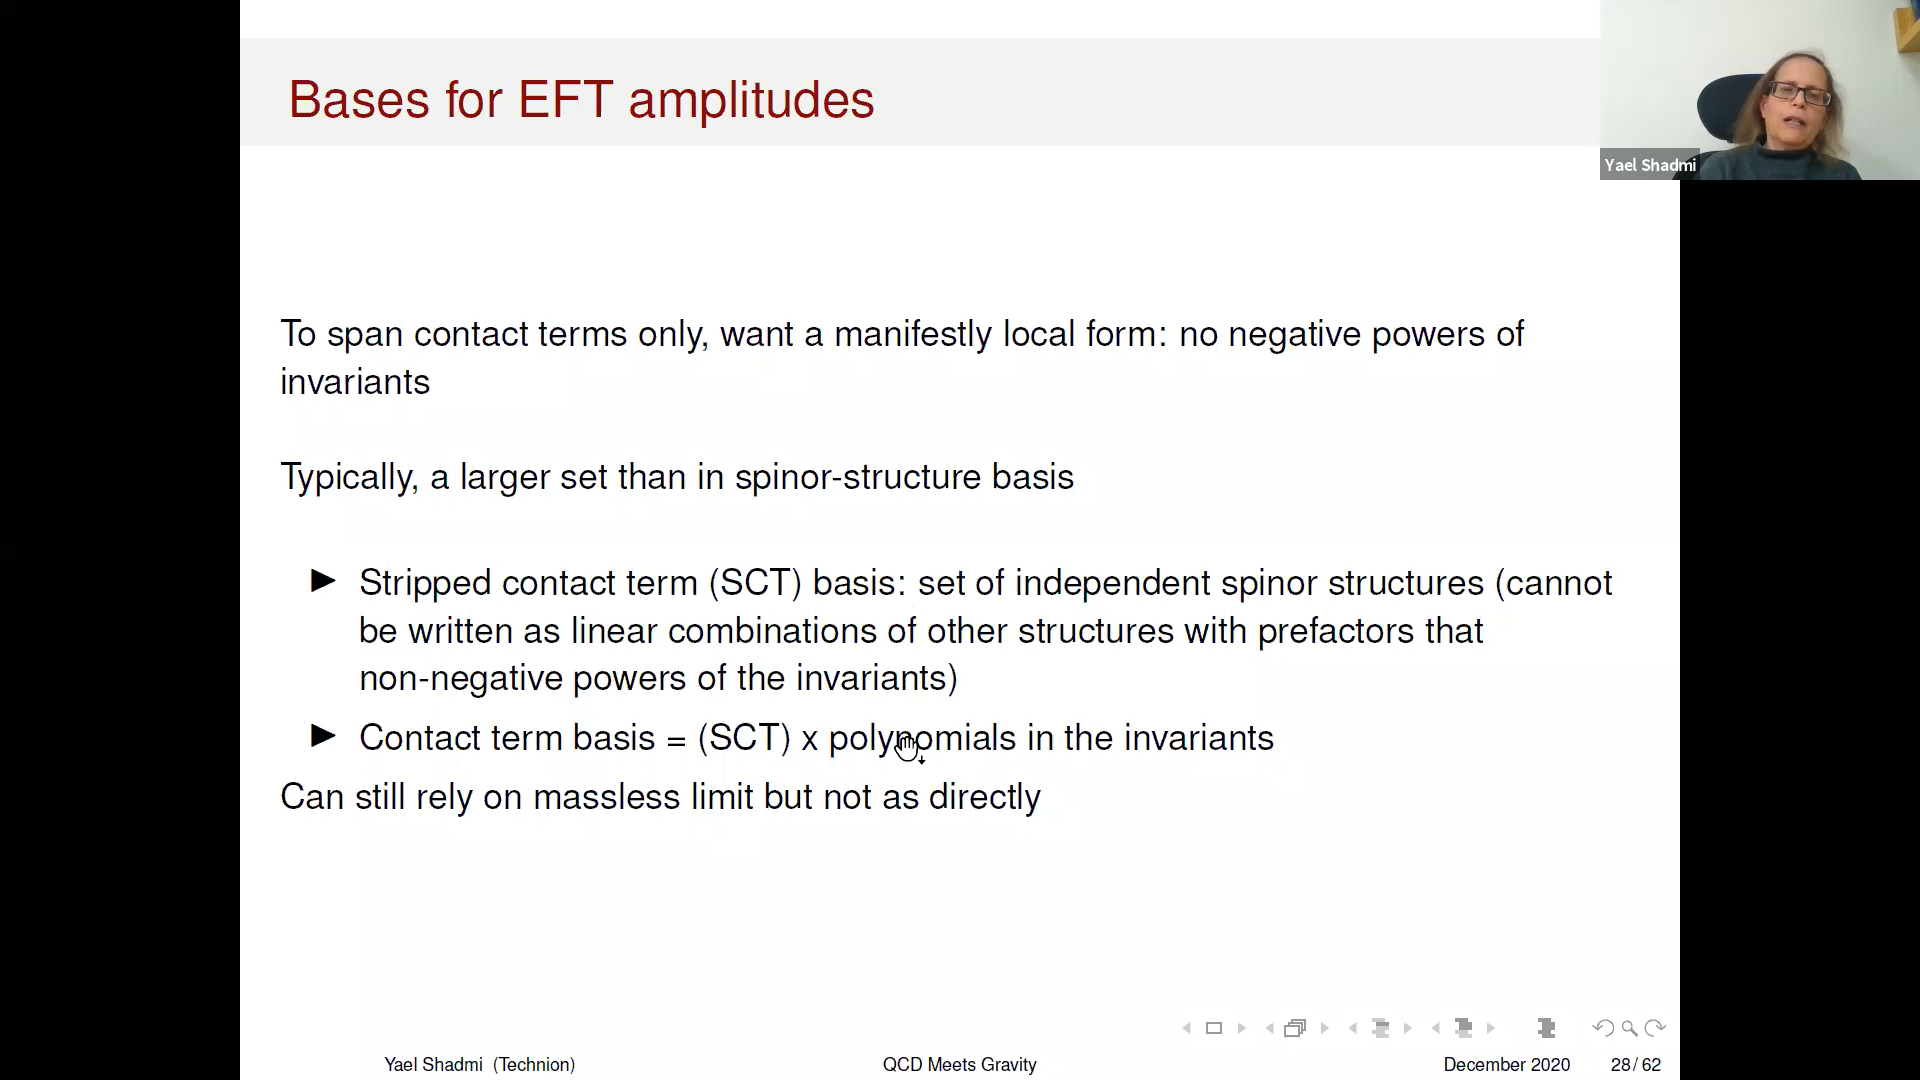 Bases for EFT amplitudes
Yael Shadmi
To span contact terms only, want a manifestly local form: no negative powers of
invariants
Typically, a larger set than in spinor-structure basis
▶ Stripped contact term (SCT) basis: set of independent spinor structures (cannot
be written as linear combinations of other structures with prefactors that
non-negative powers of the invariants)
▶ Contact term basis = (SCT) x polynomials in the invariants
Can still rely on massless limit but not as directly
Yael Shadmi (Technion) QCD Meets Gravity December 2020 28/62